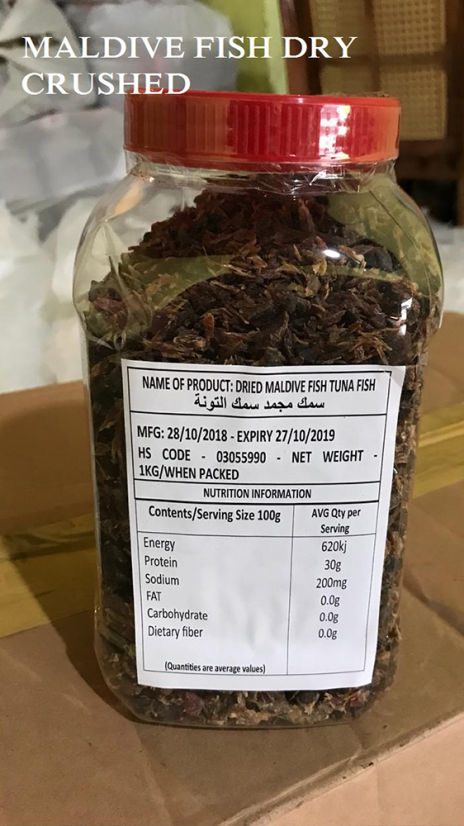 MALDIVE FISH DRY
CRUSHED
NAME OF PRODUCT: DRIED MALDIVE FISH TUNA FISH
سمك مجمد سمك التونة
MFG: 28/10/2018 - EXPIRY 27/10/2019
HS CODE - 03055990 - NET WEIGHT -
1KG/WHEN PACKED
NUTRITION INFORMATION
Contents/Serving Size 100g AVG Qty per
Serving
Energy 620kj
Protein 30g
Sodium 200mg
FAT 0.0g
Carbohydrate 0.0g
Dietary fiber 0.0g
(Quantities are average values)